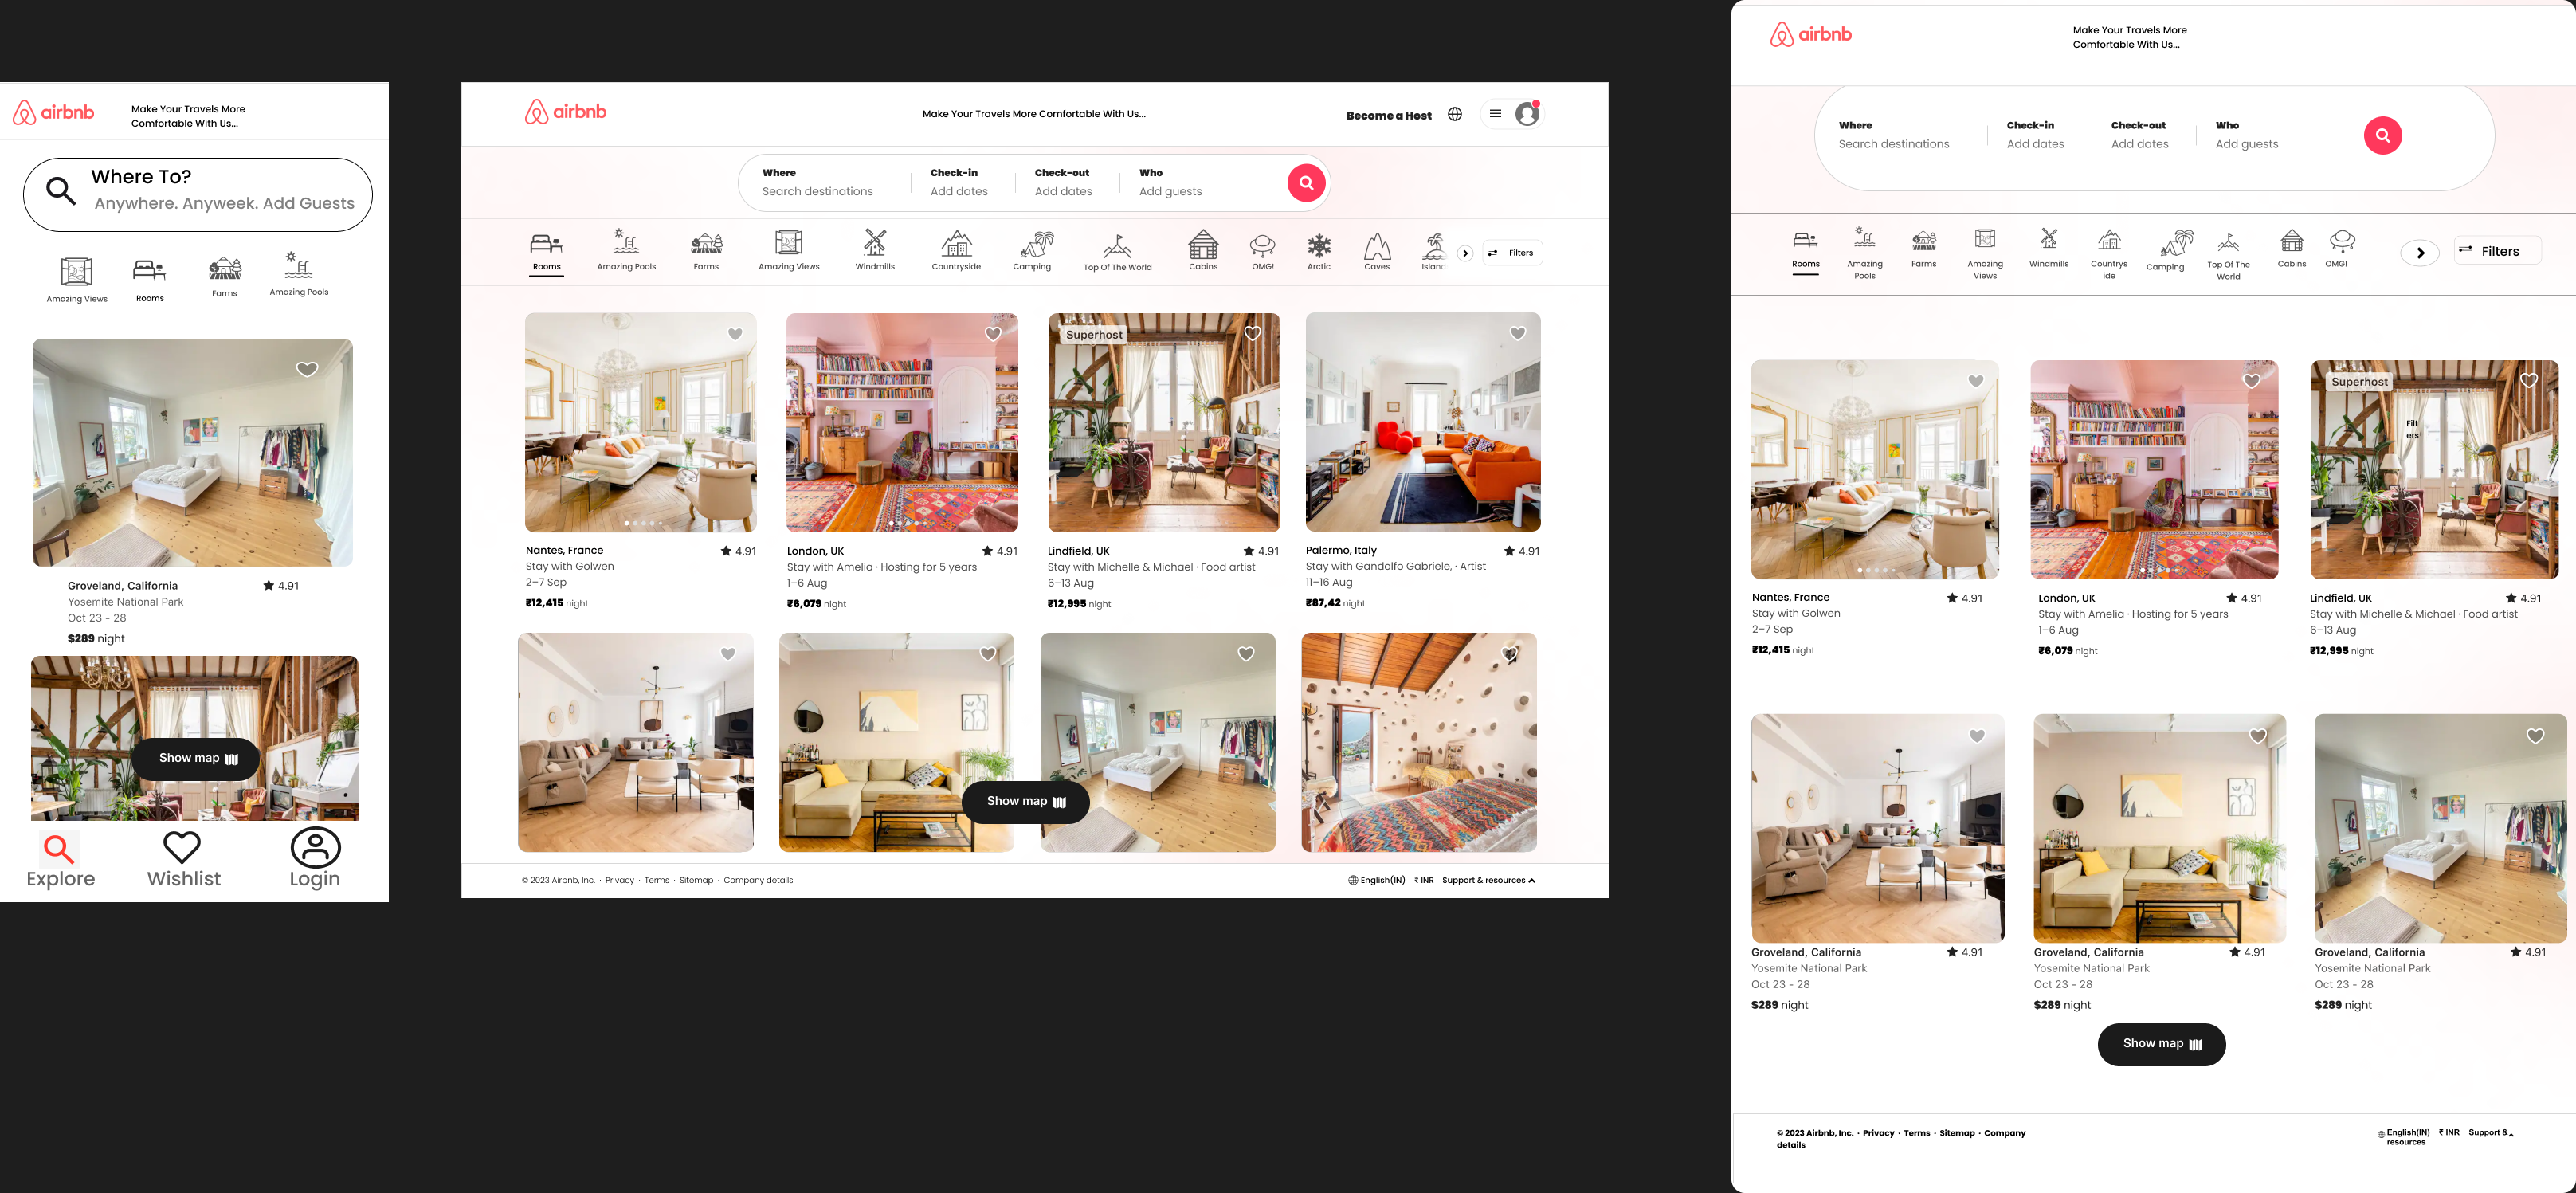 airbnb
Make Your Travels More
Comfortable With Us...
Where To?
Anywhere. Anyweek. Add Guests
Amazing Views
Rooms
Farms
Amazing Pools
Groveland, California ★ 4.91
Yosemite National Park
Oct 23 - 28
$289 night
Show map
Explore
Wishlist
Login
airbnb
Make Your Travels More Comfortable With Us...
Become a Host
Where
Search destinations
Check-in
Add dates
Check-out
Add dates
Who
Add guests
Rooms
Amazing Pools
Farms
Amazing Views
Windmills
Countryside
Camping
Top Of The World
Cabins
OMG!
Arctic
Caves
Filters
Nantes, France ★ 4.91
Stay with Golwen
2–7 Sep
₹12,415 night
London, UK ★ 4.91
Stay with Amelia · Hosting for 5 years
1–6 Aug
₹6,079 night
Superhost
Lindfield, UK ★ 4.91
Stay with Michelle & Michael · Food artist
6–13 Aug
₹12,995 night
Palermo, Italy ★ 4.91
Stay with Gandolfo Gabriele, · Artist
11–16 Aug
₹87,42 night
Show map
© 2023 Airbnb, Inc. · Privacy · Terms · Sitemap · Company details
English(IN) ₹ INR Support & resources
airbnb
Make Your Travels More
Comfortable With Us...
Where
Search destinations
Check-in
Add dates
Check-out
Add dates
Who
Add guests
Rooms
Amazing
Pools
Farms
Amazing
Views
Windmills
Countrys
ide
Camping
Top Of The
World
Cabins
OMG!
Filters
Nantes, France ★ 4.91
Stay with Golwen
2–7 Sep
₹12,415 night
London, UK ★ 4.91
Stay with Amelia · Hosting for 5 years
1–6 Aug
₹6,079 night
Superhost
Filt
ers
Lindfield, UK ★ 4.91
Stay with Michelle & Michael · Food artist
6–13 Aug
₹12,995 night
Groveland, California ★ 4.91
Yosemite National Park
Oct 23 - 28
$289 night
Groveland, California ★ 4.91
Yosemite National Park
Oct 23 - 28
$289 night
Groveland, California ★ 4.91
Yosemite National Park
Oct 23 - 28
$289 night
Show map
© 2023 Airbnb, Inc. · Privacy · Terms · Sitemap · Company
details
English(IN) ₹ INR Support &
resources